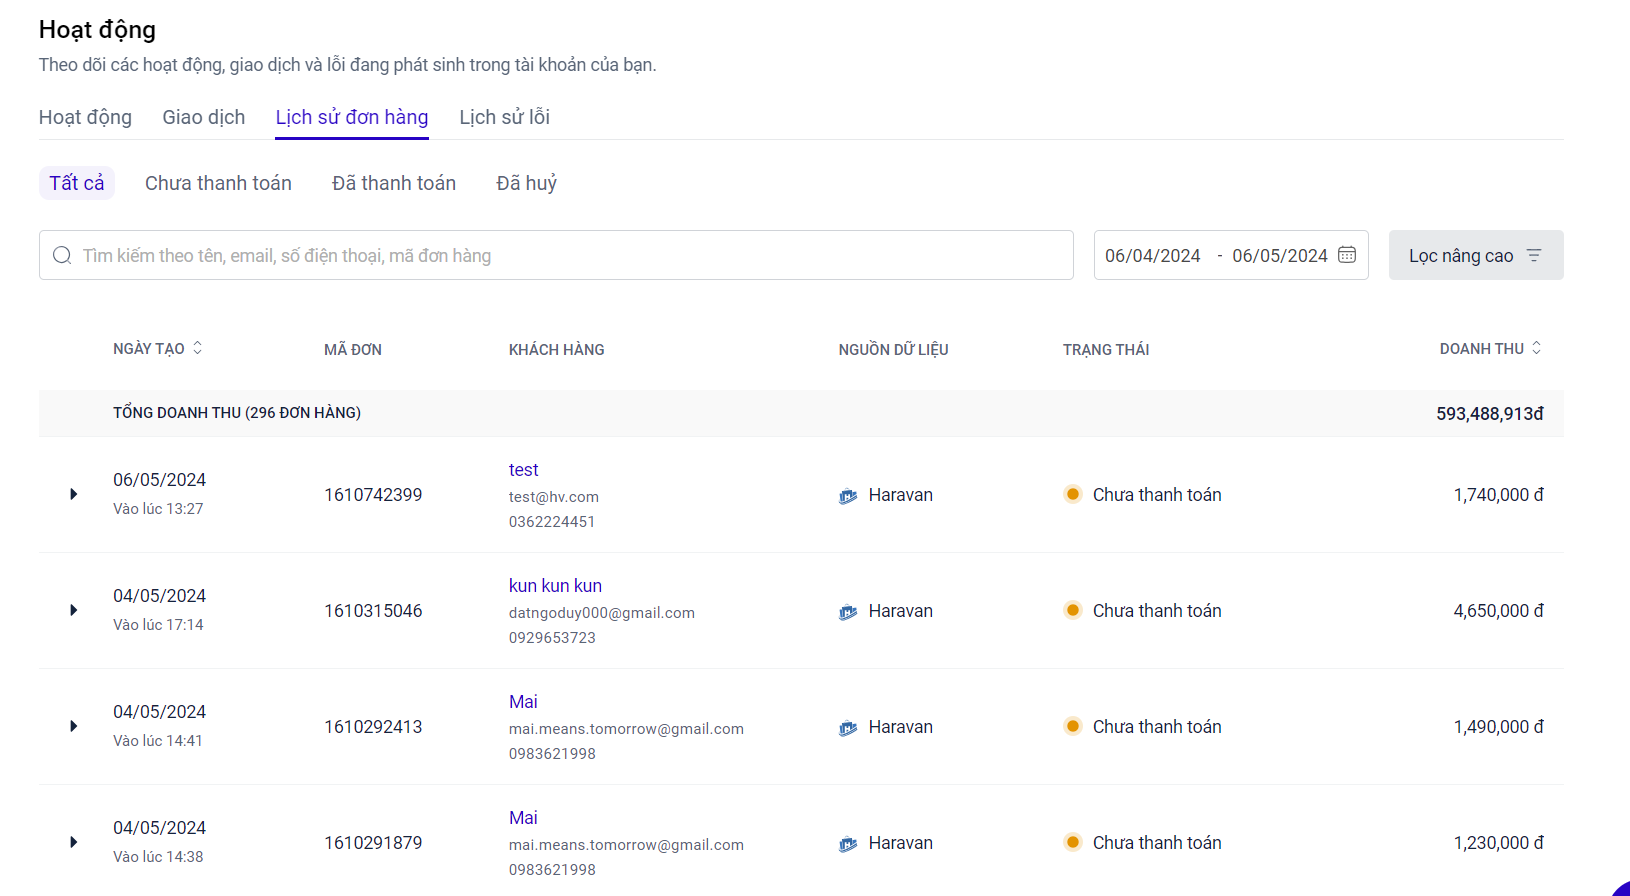 Hoạt động
Theo dõi các hoạt động, giao dịch và lỗi đang phát sinh trong tài khoản của bạn.
Hoạt động Giao dịch Lịch sử đơn hàng Lịch sử lỗi
Tất cả Chưa thanh toán Đã thanh toán Đã huỷ
Tìm kiếm theo tên, email, số điện thoại, mã đơn hàng 06/04/2024 - 06/05/2024 Lọc nâng cao
NGÀY TẠO MÃ ĐƠN KHÁCH HÀNG NGUỒN DỮ LIỆU TRẠNG THÁI DOANH THU
TỔNG DOANH THU (296 ĐƠN HÀNG) 593,488,913đ
test
06/05/2024
1610742399 test@hv.com Haravan Chưa thanh toán 1,740,000 đ
Vào lúc 13:27
0362224451
kun kun kun
04/05/2024
1610315046 datngoduy000@gmail.com Haravan Chưa thanh toán 4,650,000 đ
Vào lúc 17:14
0929653723
Mai
04/05/2024
1610292413 mai.means.tomorrow@gmail.com Haravan Chưa thanh toán 1,490,000 đ
Vào lúc 14:41
0983621998
Mai
04/05/2024
1610291879 mai.means.tomorrow@gmail.com Haravan Chưa thanh toán 1,230,000 đ
Vào lúc 14:38
0983621998